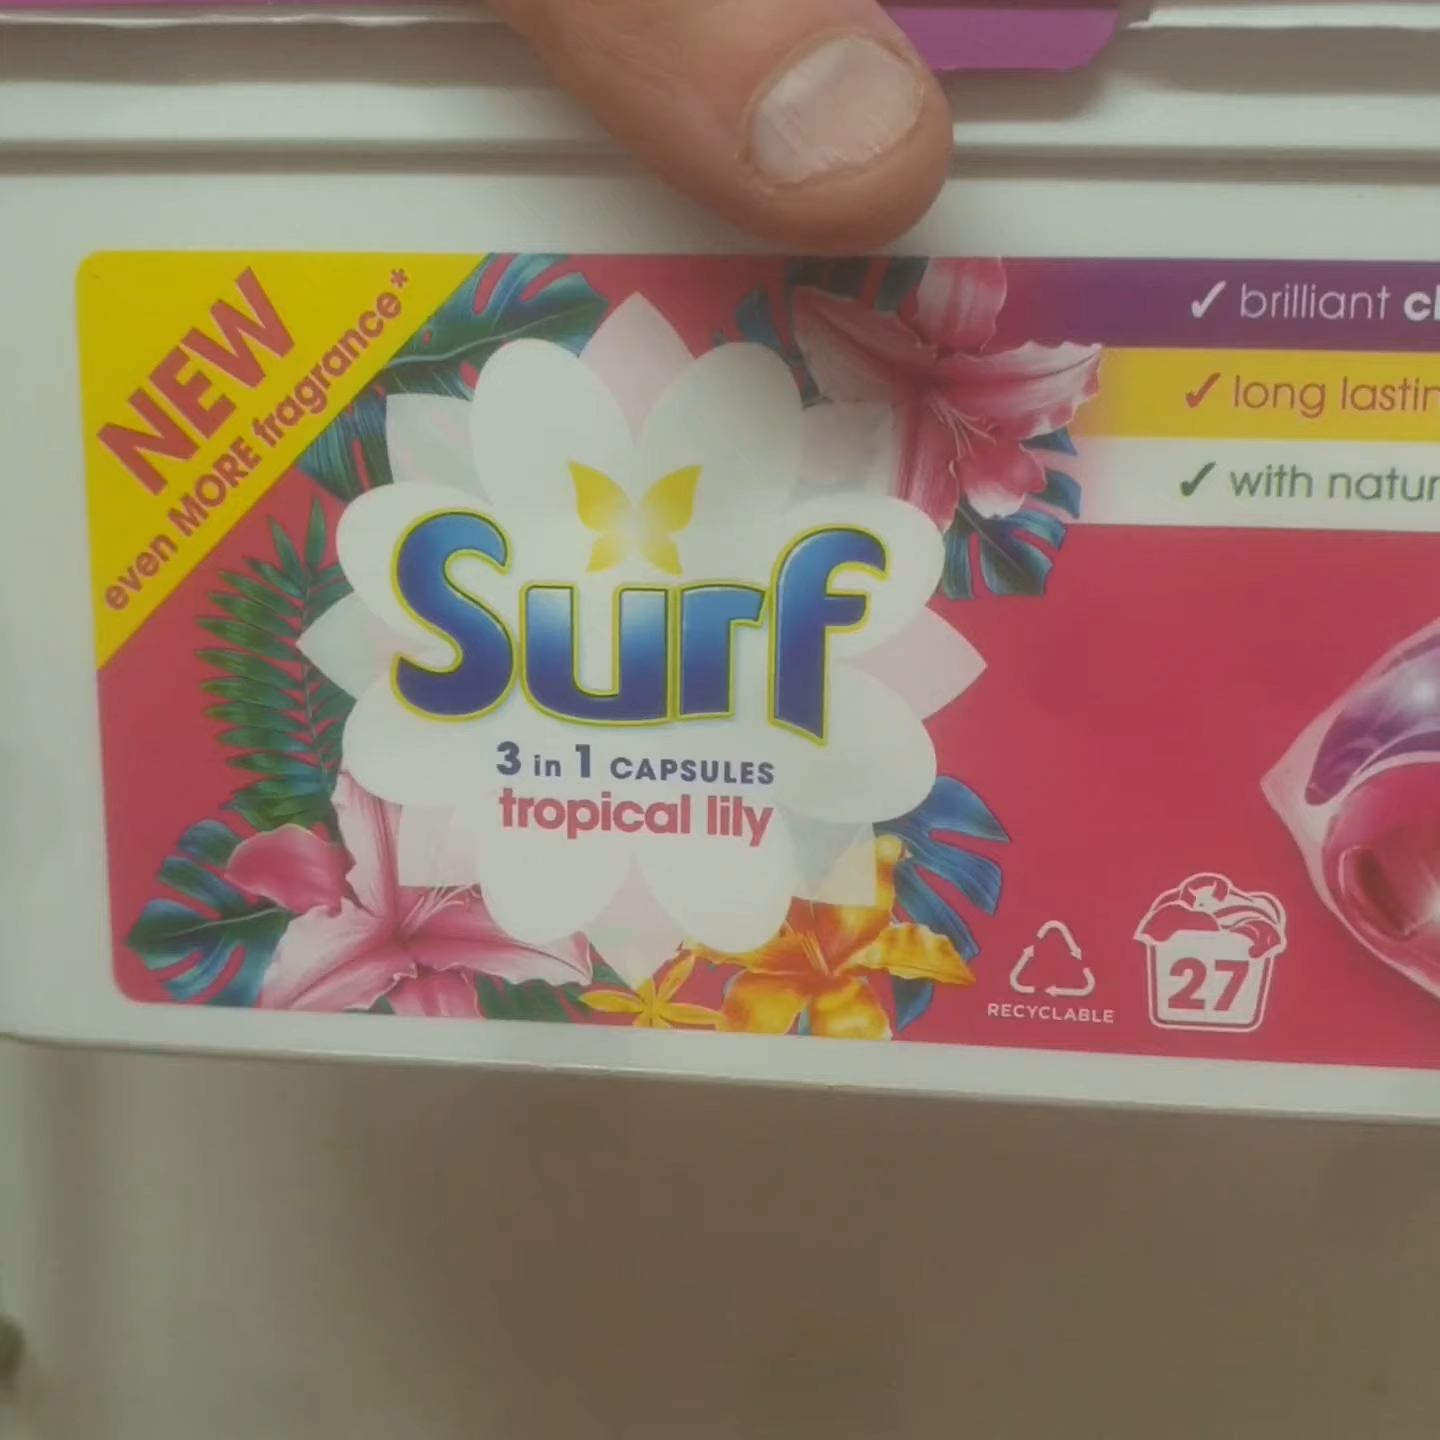 NEW
even MORE fragrance*
Surf
3 in 1 CAPSULES
tropical lily
✓ brilliant
✓ long
✓ with
RECYCLABLE
27